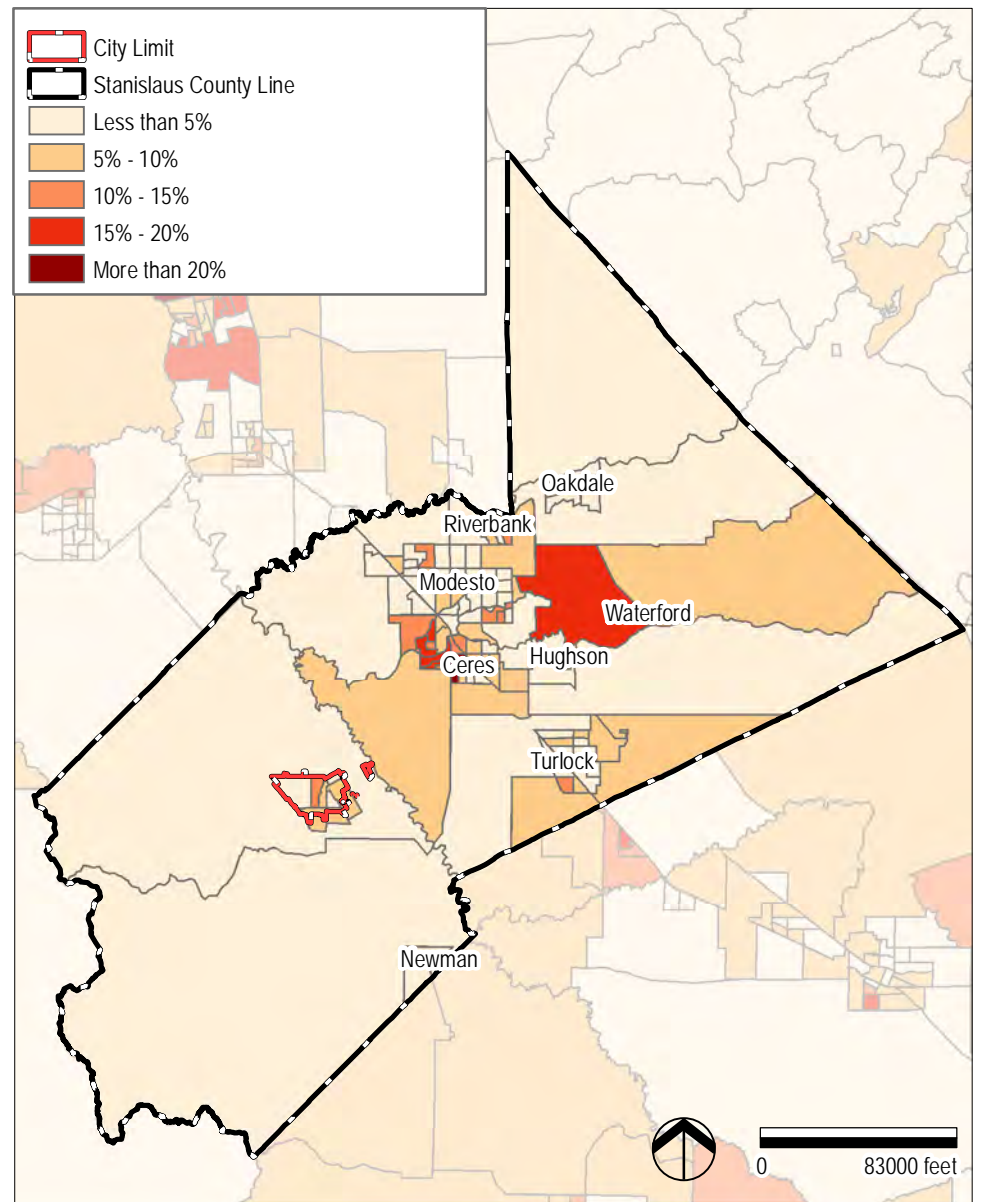 City Limit
Stanislaus County Line
Less than 5%
5% - 10%
10% - 15%
15% - 20%
More than 20%
Oakdale
Riverbank
Modesto
Waterford
Hughson
Ceres
Turlock
Newman
0 83000 feet